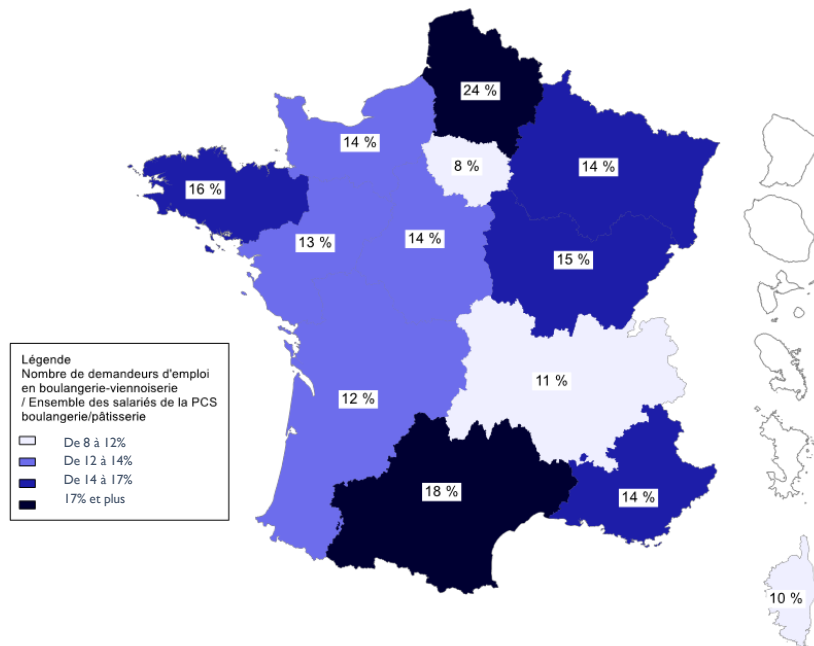 24 %
14 %
8 %
14 %
16 %
13 %
14 %
15 %
11 %
12 %
18 %
14 %
10 %
Légende
Nombre de demandeurs d'emploi
en boulangerie-viennoiserie
/ Ensemble des salariés de la PCS
boulangerie/pâtisserie
De 8 à 12%
De 12 à 14%
De 14 à 17%
17% et plus